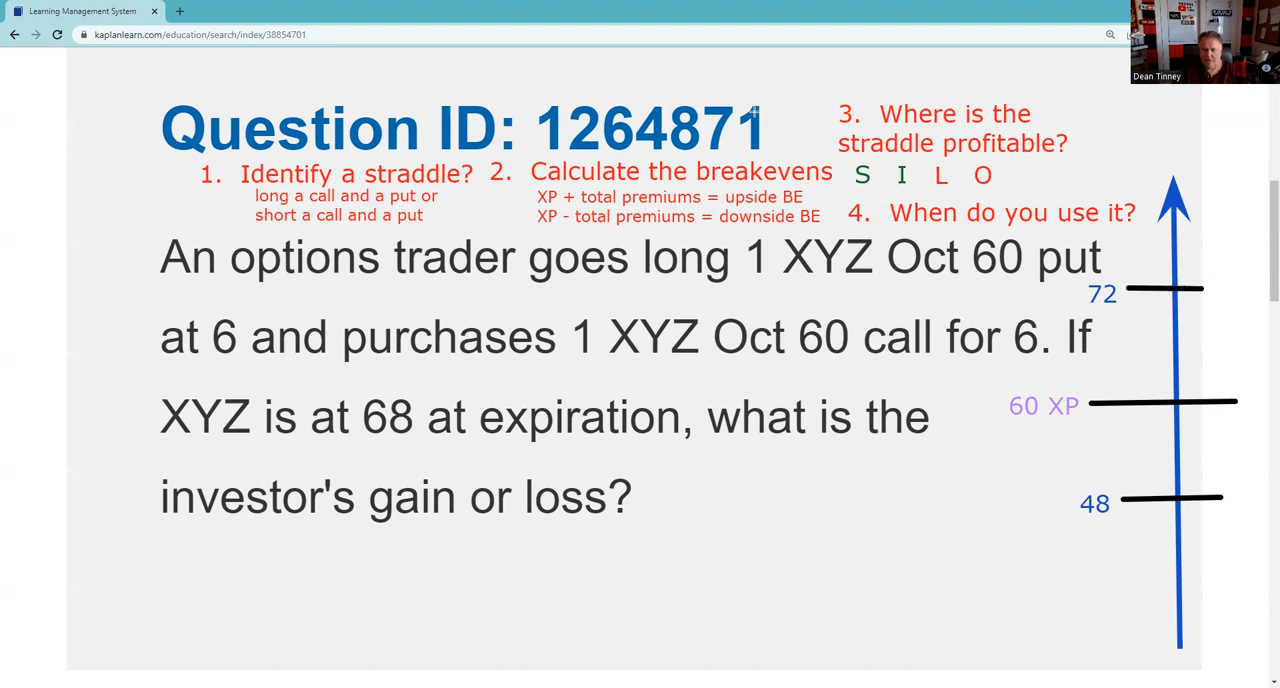 Learning Management System
kaplanlearn.com/education/search/index/38854701
Dean Tinney
Question ID: 1264871
1. Identify a straddle?
long a call and a put or
short a call and a put
2. Calculate the breakevens
XP + total premiums = upside BE
XP - total premiums = downside BE
3. Where is the
straddle profitable?
S I L O
4. When do you use it?
An options trader goes long 1 XYZ Oct 60 put
at 6 and purchases 1 XYZ Oct 60 call for 6. If
XYZ is at 68 at expiration, what is the
investor's gain or loss?
72
60 XP
48